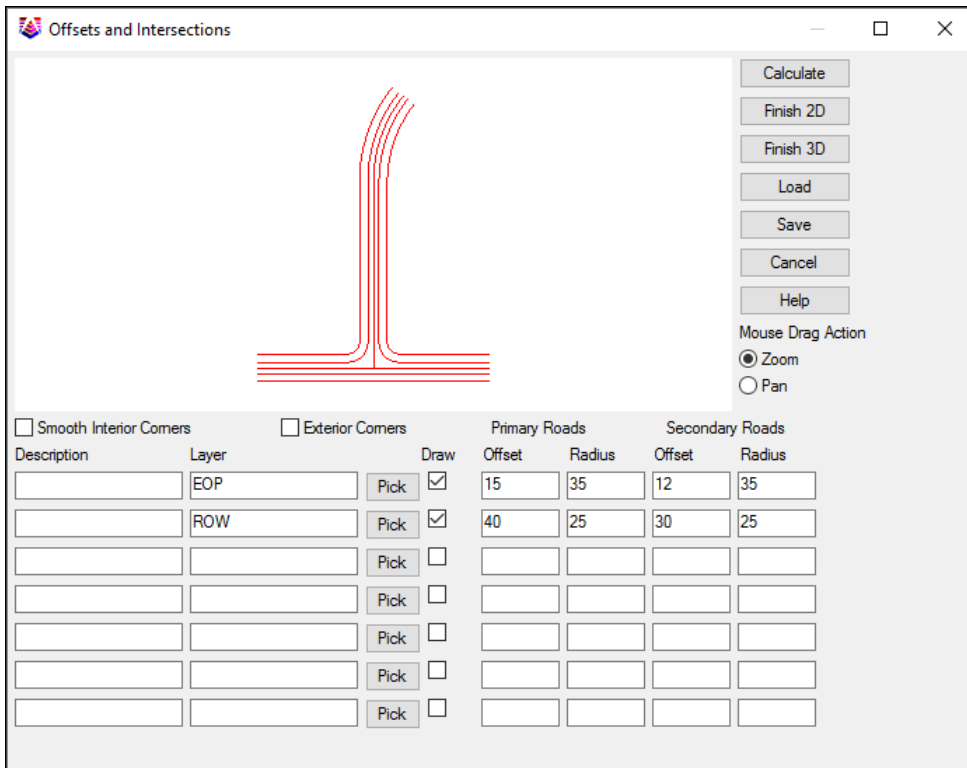 Offsets and Intersections
Calculate
Finish 2D
Finish 3D
Load
Save
Cancel
Help
Mouse Drag Action
Zoom
Pan
Smooth Interior Corners Exterior Corners Primary Roads Secondary Roads
Description Layer Draw Offset Radius Offset Radius
EOP Pick 15 35 12 35
ROW Pick 40 25 30 25
Pick
Pick
Pick
Pick
Pick